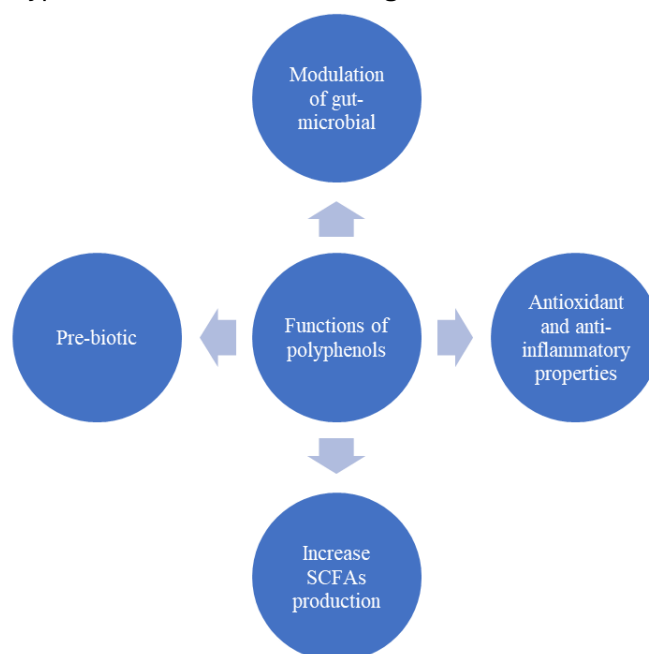 Modulation
of gut-
microbial
Pre-biotic
Functions of
polyphenols
Antioxidant
and anti-
inflammatory
properties
Increase
SCFAs
production